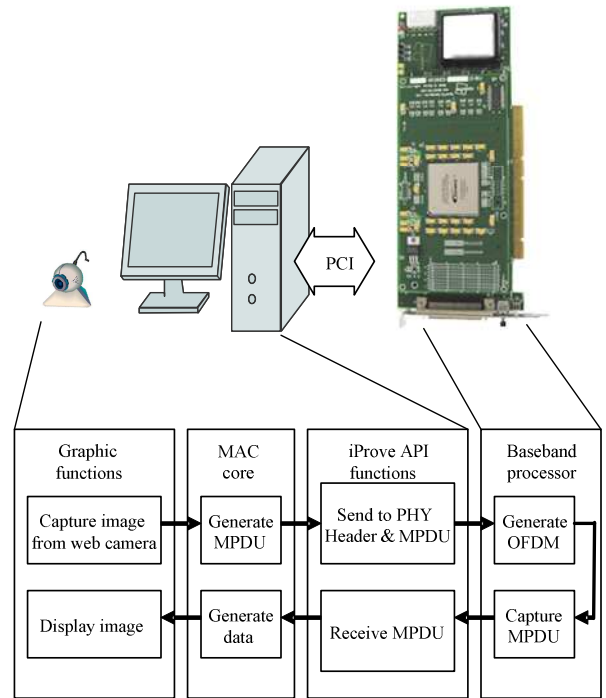 PCI
Graphic
functions
MAC
core
iProve API
functions
Baseband
processor
Capture image
from web camera
Generate
MPDU
Send to PHY
Header & MPDU
Generate
OFDM
Display image
Generate
data
Receive MPDU
Capture
MPDU